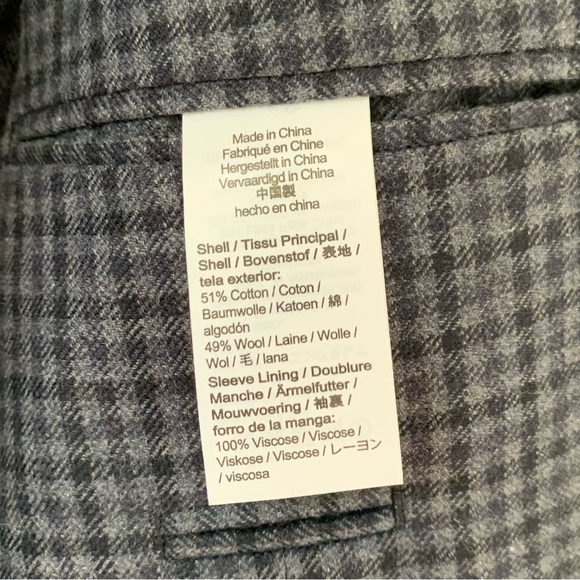 Made in China
Fabriqué en Chine
Hergestellt in China
Vervaardigd in China
中国製
hecho en china
Shell / Tissu Principal /
Shell / Bovenstof / 表地 /
tela exterior:
51% Cotton / Coton /
Baumwolle / Katoen / 綿 /
algodón
49% Wool / Laine / Wolle /
Wol / 毛 / lana
Sleeve Lining / Doublure
Manche / Ärmelfutter /
Mouwvoering / 袖裏 /
forro de la manga:
100% Viscose / Viscose /
Viskose / Viscose / レーヨン
/ viscosa